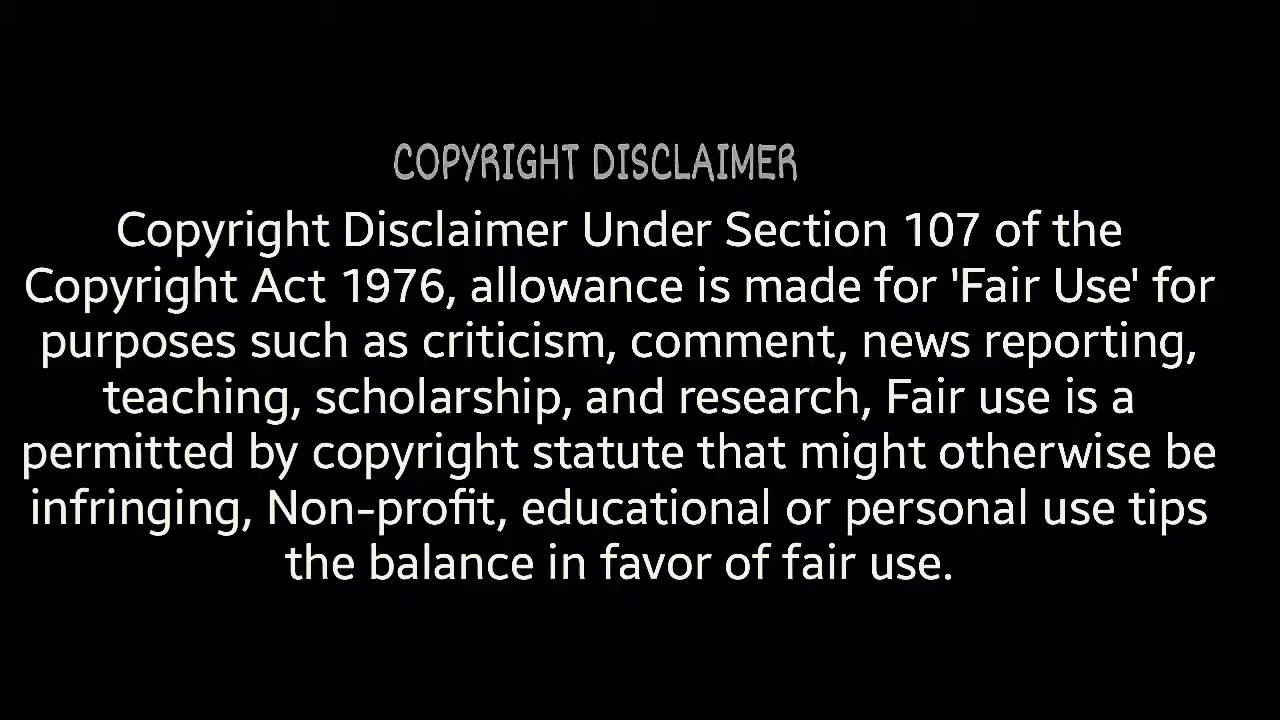 COPYRIGHT DISCLAIMER
Copyright Disclaimer Under Section 107 of the
Copyright Act 1976, allowance is made for 'Fair Use' for
purposes such as criticism, comment, news reporting,
teaching, scholarship, and research, Fair use is a
permitted by copyright statute that might otherwise be
infringing, Non-profit, educational or personal use tips
the balance in favor of fair use.